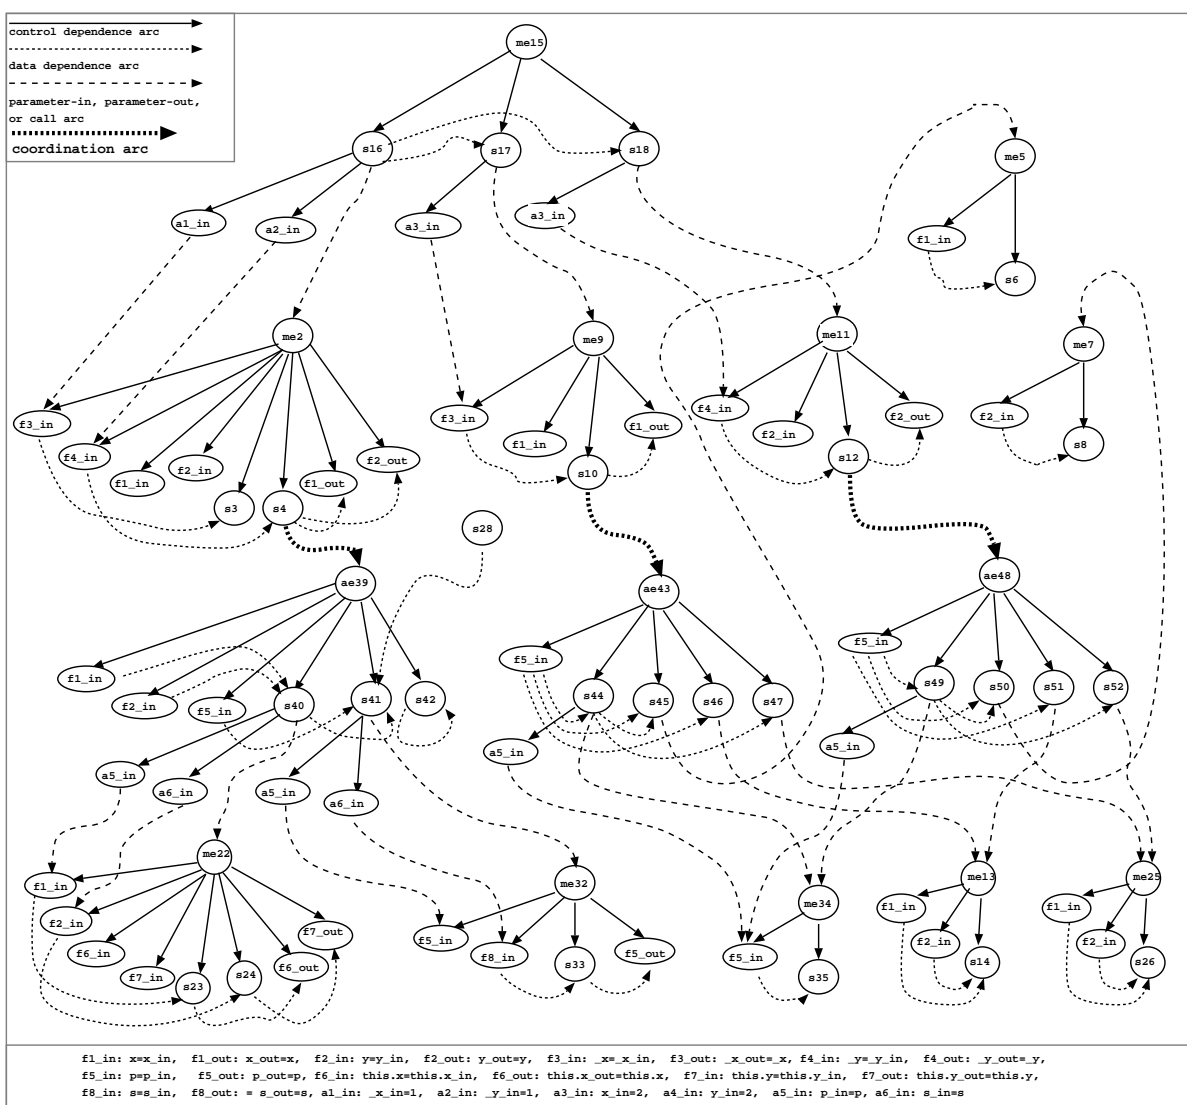 control dependence arc
data dependence arc
parameter-in, parameter-out,
or call arc
coordination arc
me15
s16
s17
s18
me5
a1_in
a2_in
a3_in
a3_in
f1_in
s6
me2
me9
me11
me7
f3_in
f4_in
f1_in
f2_in
s3
s4
f1_out
f2_out
f3_in
f1_in
s10
f1_out
f4_in
f2_in
s12
f2_out
f2_in
s8
s28
ae39
ae43
ae48
f1_in
f2_in
f5_in
s40
s41
s42
f5_in
s44
s45
s46
s47
f5_in
s49
s50
s51
s52
a5_in
a6_in
a5_in
a6_in
a5_in
a5_in
me22
me32
me34
me13
me25
f1_in
f2_in
f6_in
f7_in
s23
s24
f6_out
f7_out
f5_in
f8_in
s33
f5_out
f5_in
s35
f1_in
f2_in
s14
f1_in
f2_in
s26
f1_in: x=x_in, f1_out: x_out=x, f2_in: y=y_in, f2_out: y_out=y, f3_in: _x=_x_in, f3_out: _x_out=_x, f4_in: _y=_y_in, f4_out: _y_out=_y,
f5_in: p=p_in, f5_out: p_out=p, f6_in: this.x=this.x_in, f6_out: this.x_out=this.x, f7_in: this.y=this.y_in, f7_out: this.y_out=this.y,
f8_in: s=s_in, f8_out: = s_out=s, a1_in: _x_in=1, a2_in: _y_in=1, a3_in: x_in=2, a4_in: y_in=2, a5_in: p_in=p, a6_in: s_in=s